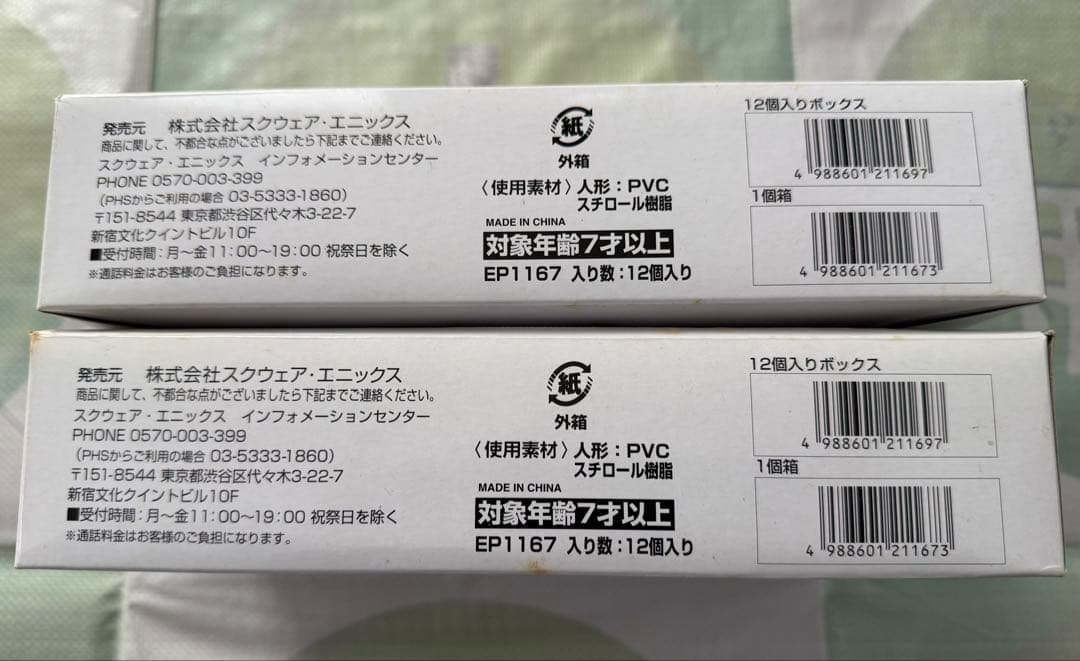 発売元 株式会社スクウェア・エニックス
商品に関して、不都合な点がございましたら下記までご連絡ください。
スクウェア・エニックス インフォメーションセンター
PHONE 0570-003-399
(PHSからご利用の場合 03-5333-1860)
〒151-8544 東京都渋谷区代々木3-22-7
新宿文化クイントビル10F
■受付時間:月~金11:00~19:00 祝祭日を除く
※通話料金はお客様のご負担になります。
紙
外箱
〈使用素材〉人形:PVC
スチロール樹脂
MADE IN CHINA
対象年齢7才以上
EP1167 入り数:12個入り
12個入りボックス
4 988601 211697
1個箱
4 988601 211673
発売元 株式会社スクウェア・エニックス
商品に関して、不都合な点がございましたら下記までご連絡ください。
スクウェア・エニックス インフォメーションセンター
PHONE 0570-003-399
(PHSからご利用の場合 03-5333-1860)
〒151-8544 東京都渋谷区代々木3-22-7
新宿文化クイントビル10F
■受付時間:月~金11:00~19:00 祝祭日を除く
※通話料金はお客様のご負担になります。
紙
外箱
〈使用素材〉人形:PVC
スチロール樹脂
MADE IN CHINA
対象年齢7才以上
EP1167 入り数:12個入り
12個入りボックス
4 988601 211697
1個箱
4 988601 211673